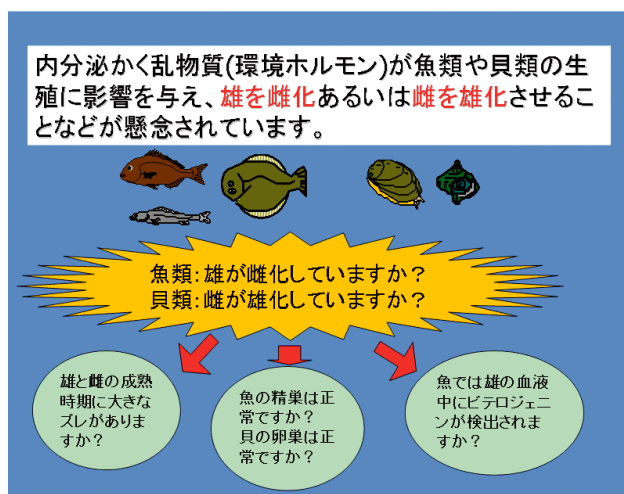 内分泌かく乱物質(環境ホルモン)が魚類や貝類の生
殖に影響を与え、雄を雌化あるいは雌を雄化させるこ
となどが懸念されています。
魚類:雄が雌化していますか?
貝類:雌が雄化していますか?
雄と雌の成熟
時期に大きな
ズレがありま
すか?
魚の精巣は正
常ですか?
貝の卵巣は正
常ですか?
魚では雄の血液
中にビテロジェニ
ンが検出されま
すか?